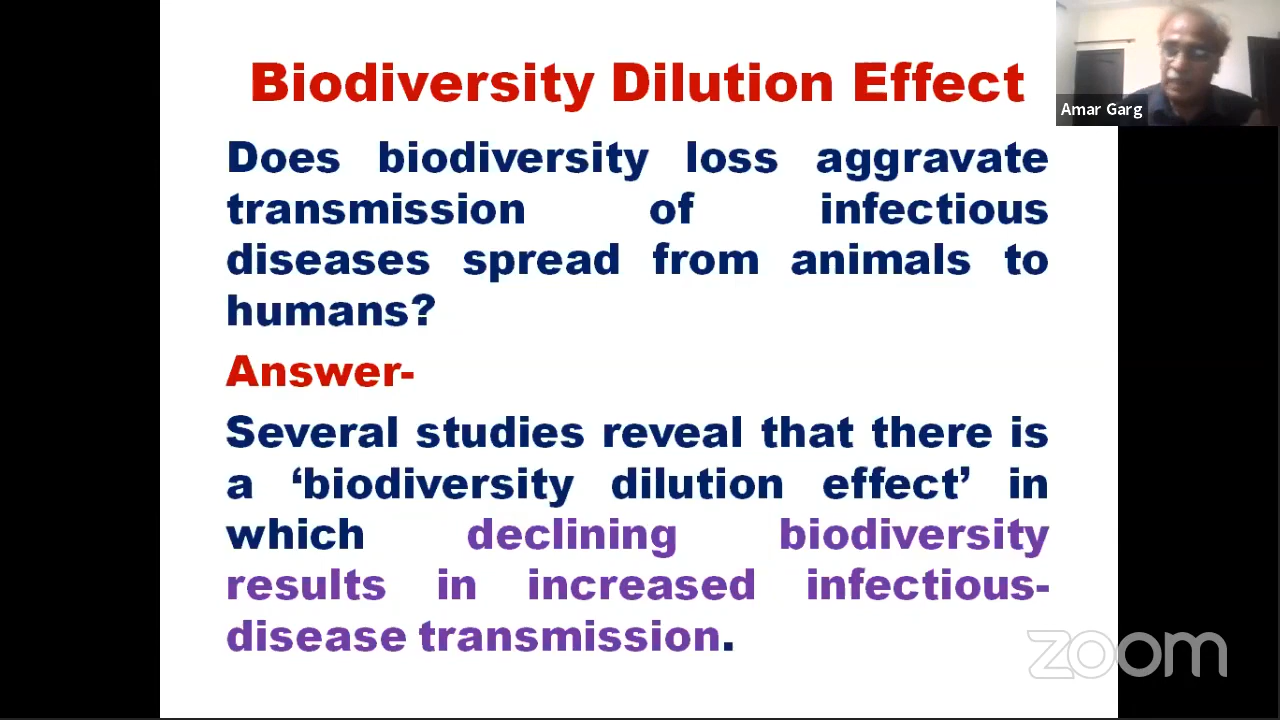 Biodiversity Dilution Effect
Amar Garg
Does biodiversity loss aggravate
transmission of infectious
diseases spread from animals to
humans?
Answer-
Several studies reveal that there is
a ‘biodiversity dilution effect’ in
which declining biodiversity
results in increased infectious-
disease transmission.
zoom